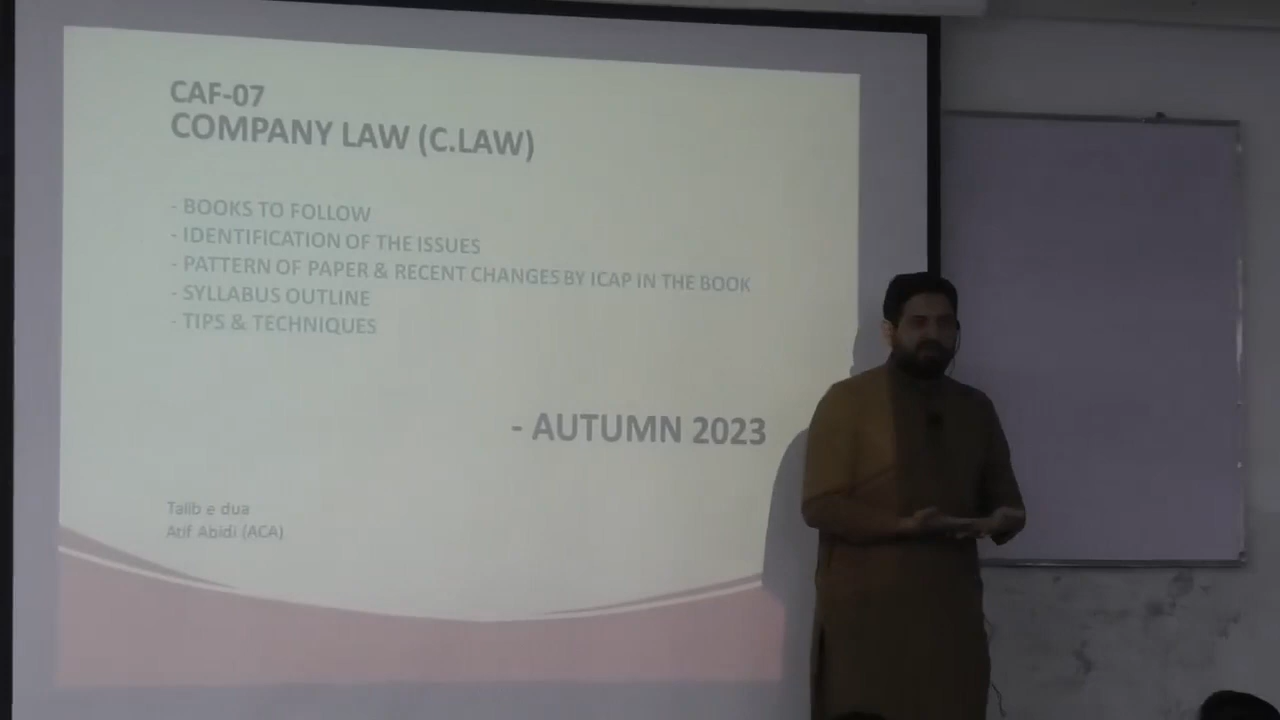 CAF-07
COMPANY LAW (C.LAW)
- BOOKS TO FOLLOW
- IDENTIFICATION OF THE ISSUES
- PATTERN OF PAPER & RECENT CHANGES BY ICAP IN THE BOOK
- SYLLABUS OUTLINE
- TIPS & TECHNIQUES
- AUTUMN 2023
Talib e dua
Atif Abidi (ACA)